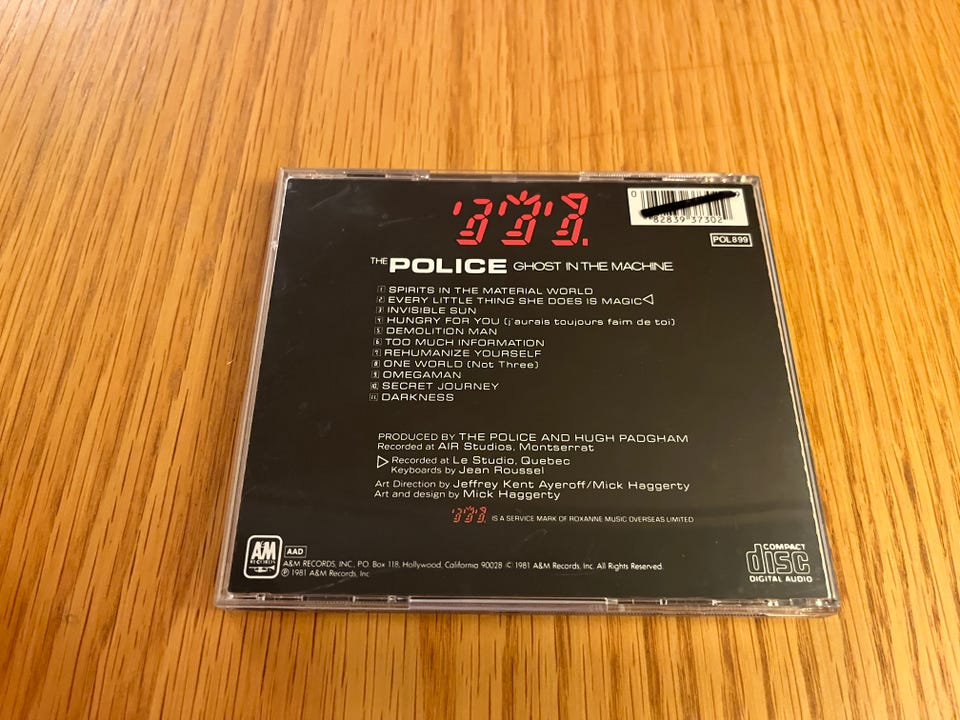 0 9
82839-37302
POL899
THE POLICE GHOST IN THE MACHINE
1 SPIRITS IN THE MATERIAL WORLD
2 EVERY LITTLE THING SHE DOES IS MAGIC
3 INVISIBLE SUN
4 HUNGRY FOR YOU (j'aurais toujours faim de toi)
5 DEMOLITION MAN
6 TOO MUCH INFORMATION
7 REHUMANIZE YOURSELF
8 ONE WORLD (Not Three)
9 OMEGAMAN
10 SECRET JOURNEY
11 DARKNESS
PRODUCED BY THE POLICE AND HUGH PADGHAM
Recorded at AIR Studios, Montserrat
Recorded at Le Studio, Quebec
Keyboards by Jean Roussel
Art Direction by Jeffrey Kent Ayeroff/Mick Haggerty
Art and design by Mick Haggerty
IS A SERVICE MARK OF ROXANNE MUSIC OVERSEAS LIMITED
A&M RECORDS
AAD
A&M RECORDS, INC., P.O. Box 118, Hollywood, California 90028 © 1981 A&M Records, Inc. All Rights Reserved.
℗ 1981 A&M Records, Inc.
COMPACT
disc
DIGITAL AUDIO